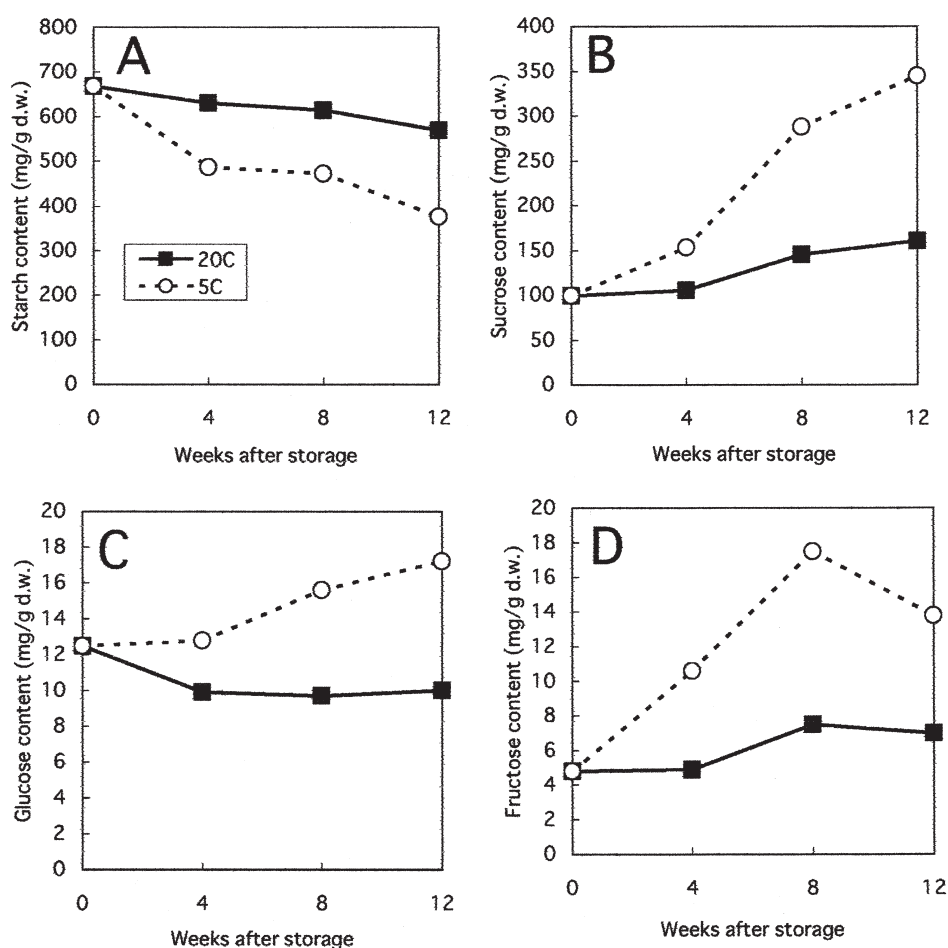 A
Starch content (mg/g d.w.)
800
700
600
500
400
300
200
100
0
20C
5C
0 4 8 12
Weeks after storage
B
Sucrose content (mg/g d.w.)
400
350
300
250
200
150
100
50
0
0 4 8 12
Weeks after storage
C
Glucose content (mg/g d.w.)
20
18
16
14
12
10
8
6
4
2
0
0 4 8 12
Weeks after storage
D
Fructose content (mg/g d.w.)
20
18
16
14
12
10
8
6
4
2
0
0 4 8 12
Weeks after storage